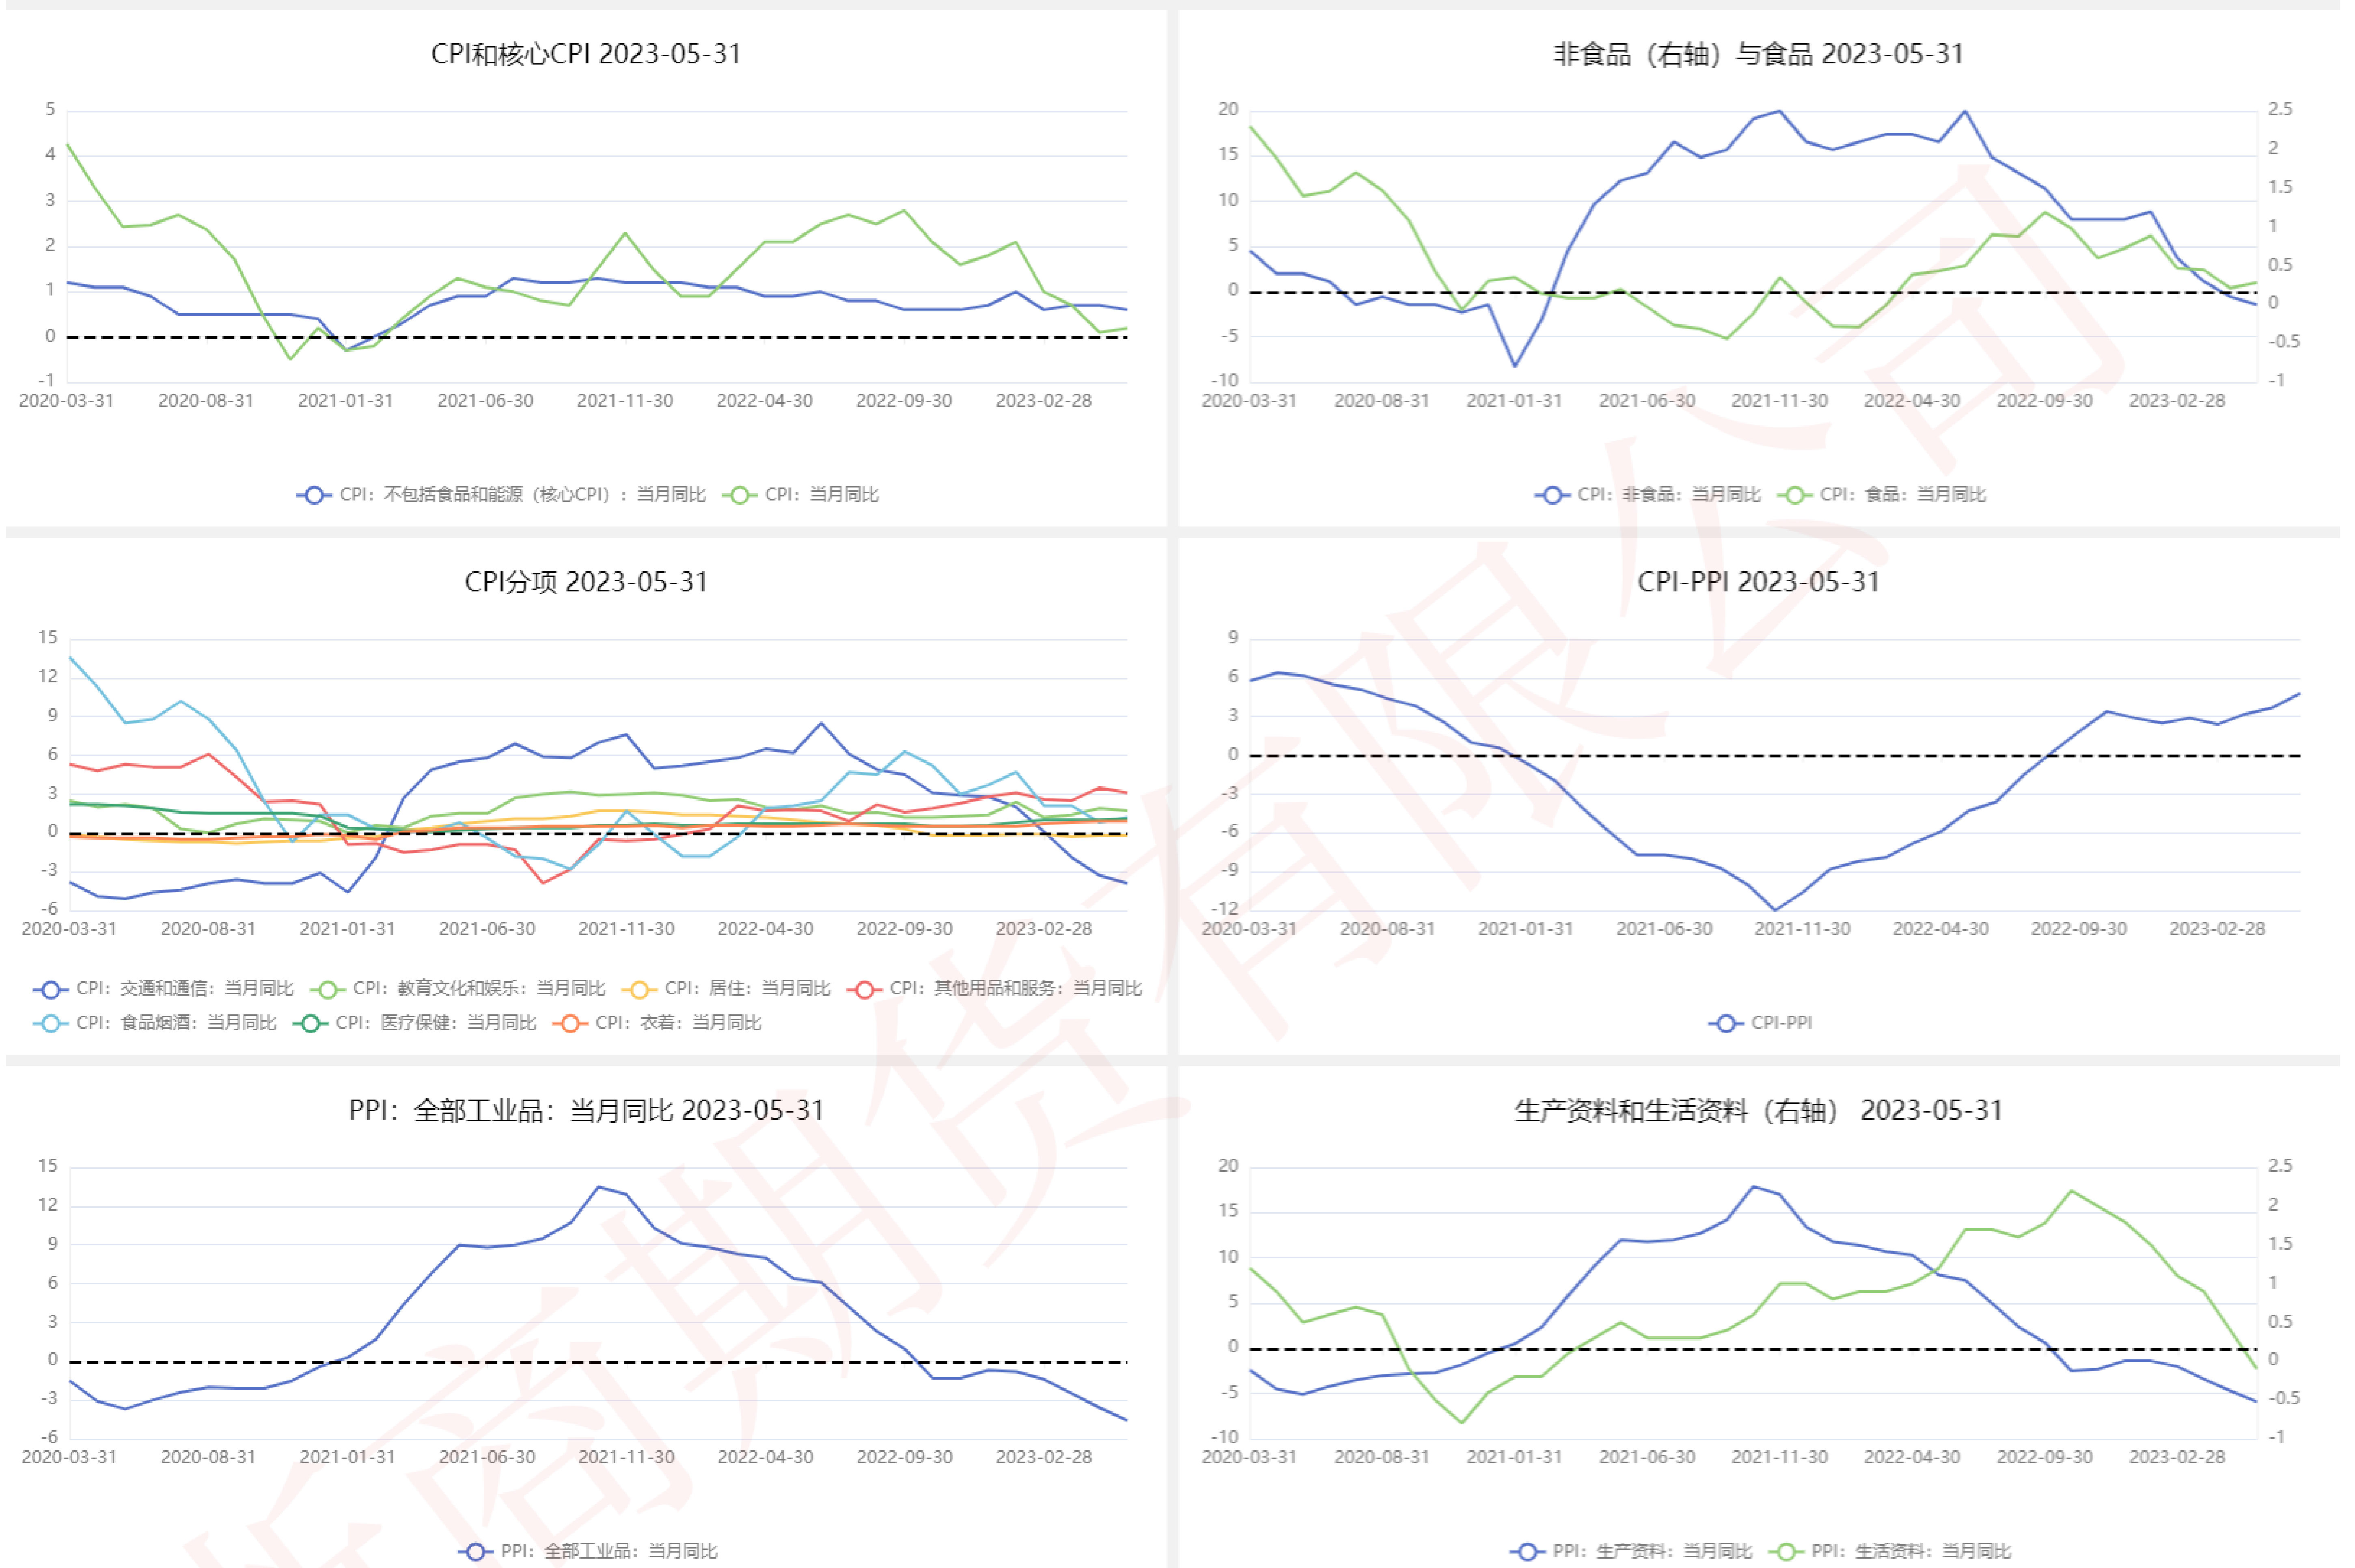 CPI和核心CPI 2023-05-31
5
4
3
2
1
0
-1
2020-03-31 2020-08-31 2021-01-31 2021-06-30 2021-11-30 2022-04-30 2022-09-30 2023-02-28
CPI：不包括食品和能源（核心CPI）：当月同比 CPI：当月同比
非食品（右轴）与食品 2023-05-31
20 2.5
15 2
10 1.5
5 1
0 0.5
-5 0
-10 -0.5
-1
2020-03-31 2020-08-31 2021-01-31 2021-06-30 2021-11-30 2022-04-30 2022-09-30 2023-02-28
CPI：非食品：当月同比 CPI：食品：当月同比
CPI分项 2023-05-31
15
12
9
6
3
0
-3
-6
2020-03-31 2020-08-31 2021-01-31 2021-06-30 2021-11-30 2022-04-30 2022-09-30 2023-02-28
CPI：交通和通信：当月同比 CPI：教育文化和娱乐：当月同比 CPI：居住：当月同比 CPI：其他用品和服务：当月同比
CPI：食品烟酒：当月同比 CPI：医疗保健：当月同比 CPI：衣着：当月同比
CPI-PPI 2023-05-31
9
6
3
0
-3
-6
-9
-12
2020-03-31 2020-08-31 2021-01-31 2021-06-30 2021-11-30 2022-04-30 2022-09-30 2023-02-28
CPI-PPI
PPI：全部工业品：当月同比 2023-05-31
15
12
9
6
3
0
-3
-6
2020-03-31 2020-08-31 2021-01-31 2021-06-30 2021-11-30 2022-04-30 2022-09-30 2023-02-28
PPI：全部工业品：当月同比
生产资料和生活资料（右轴） 2023-05-31
20 2.5
15 2
10 1.5
5 1
0 0.5
-5 0
-10 -0.5
-1
2020-03-31 2020-08-31 2021-01-31 2021-06-30 2021-11-30 2022-04-30 2022-09-30 2023-02-28
PPI：生产资料：当月同比 PPI：生活资料：当月同比
商期货有限公司